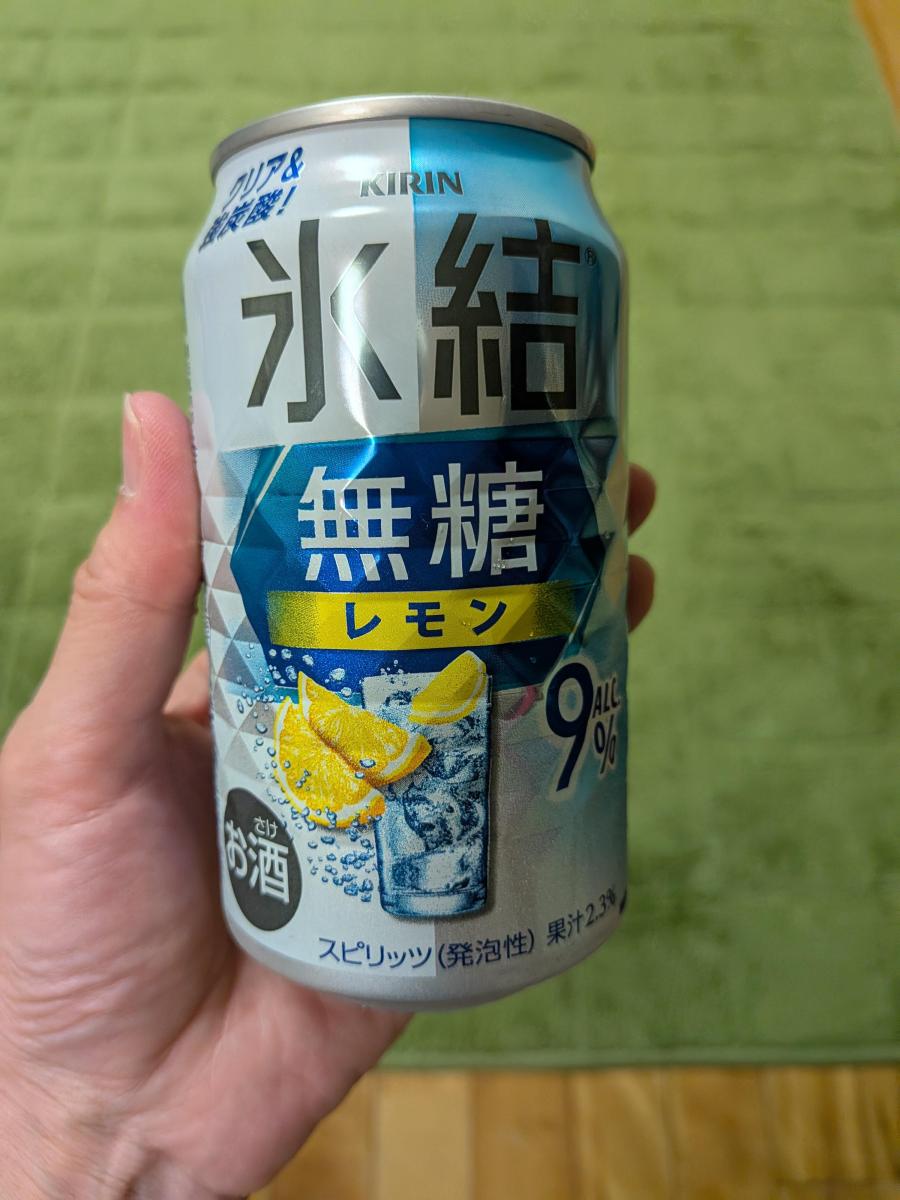 クリア&
強炭酸!
KIRIN
氷結®
無糖
レモン
9% ALC.
さけ
お酒
スピリッツ(発泡性) 果汁2.3%